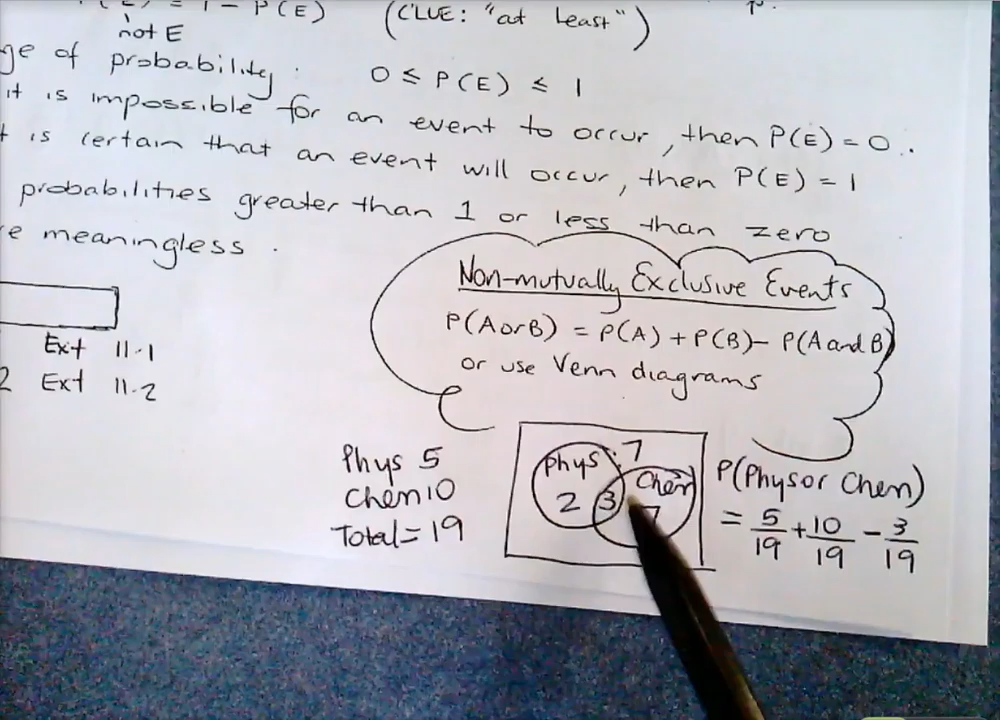 = 1 - P(E) (CLUE: "at least")
not E
ge of probability: 0 ≤ P(E) ≤ 1
it is impossible for an event to occur, then P(E) = 0.
t is certain that an event will occur, then P(E) = 1
probabilities greater than 1 or less than zero
e meaningless.
Non-mutually Exclusive Events
P(A or B) = P(A) + P(B) - P(A and B)
or use Venn diagrams
Ext 11.1
2 Ext 11.2
Phys 5
Chem 10
Total = 19
7
Phys Chem
2 3 7
P(Phys or Chem)
= 5/19 + 10/19 - 3/19